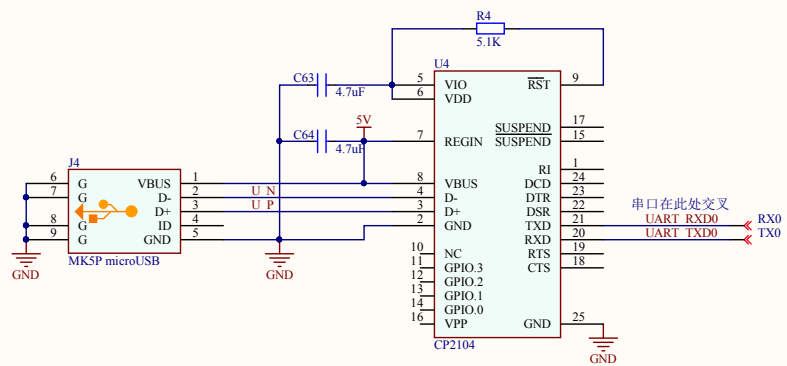 R4
5.1K
U4
C63
4.7uF
5 VIO
6 VDD
RST 9
5V
C64
4.7uF
7 REGIN
SUSPEND 17
SUSPEND 15
J4
6 G VBUS 1
7 G D- 2
D+ 3
8 G ID 4
9 G GND 5
MK5P microUSB
GND
GND
U N
U P
8 VBUS
4 D-
3 D+
2 GND
RI 1
DCD 24
DTR 23
DSR 22
TXD 21
RXD 20
RTS 19
CTS 18
串口在此处交叉
UART RXD0 RX0
UART TXD0 TX0
10 NC
11 GPIO.3
12 GPIO.2
13 GPIO.1
14 GPIO.0
16 VPP
GND 25
CP2104
GND